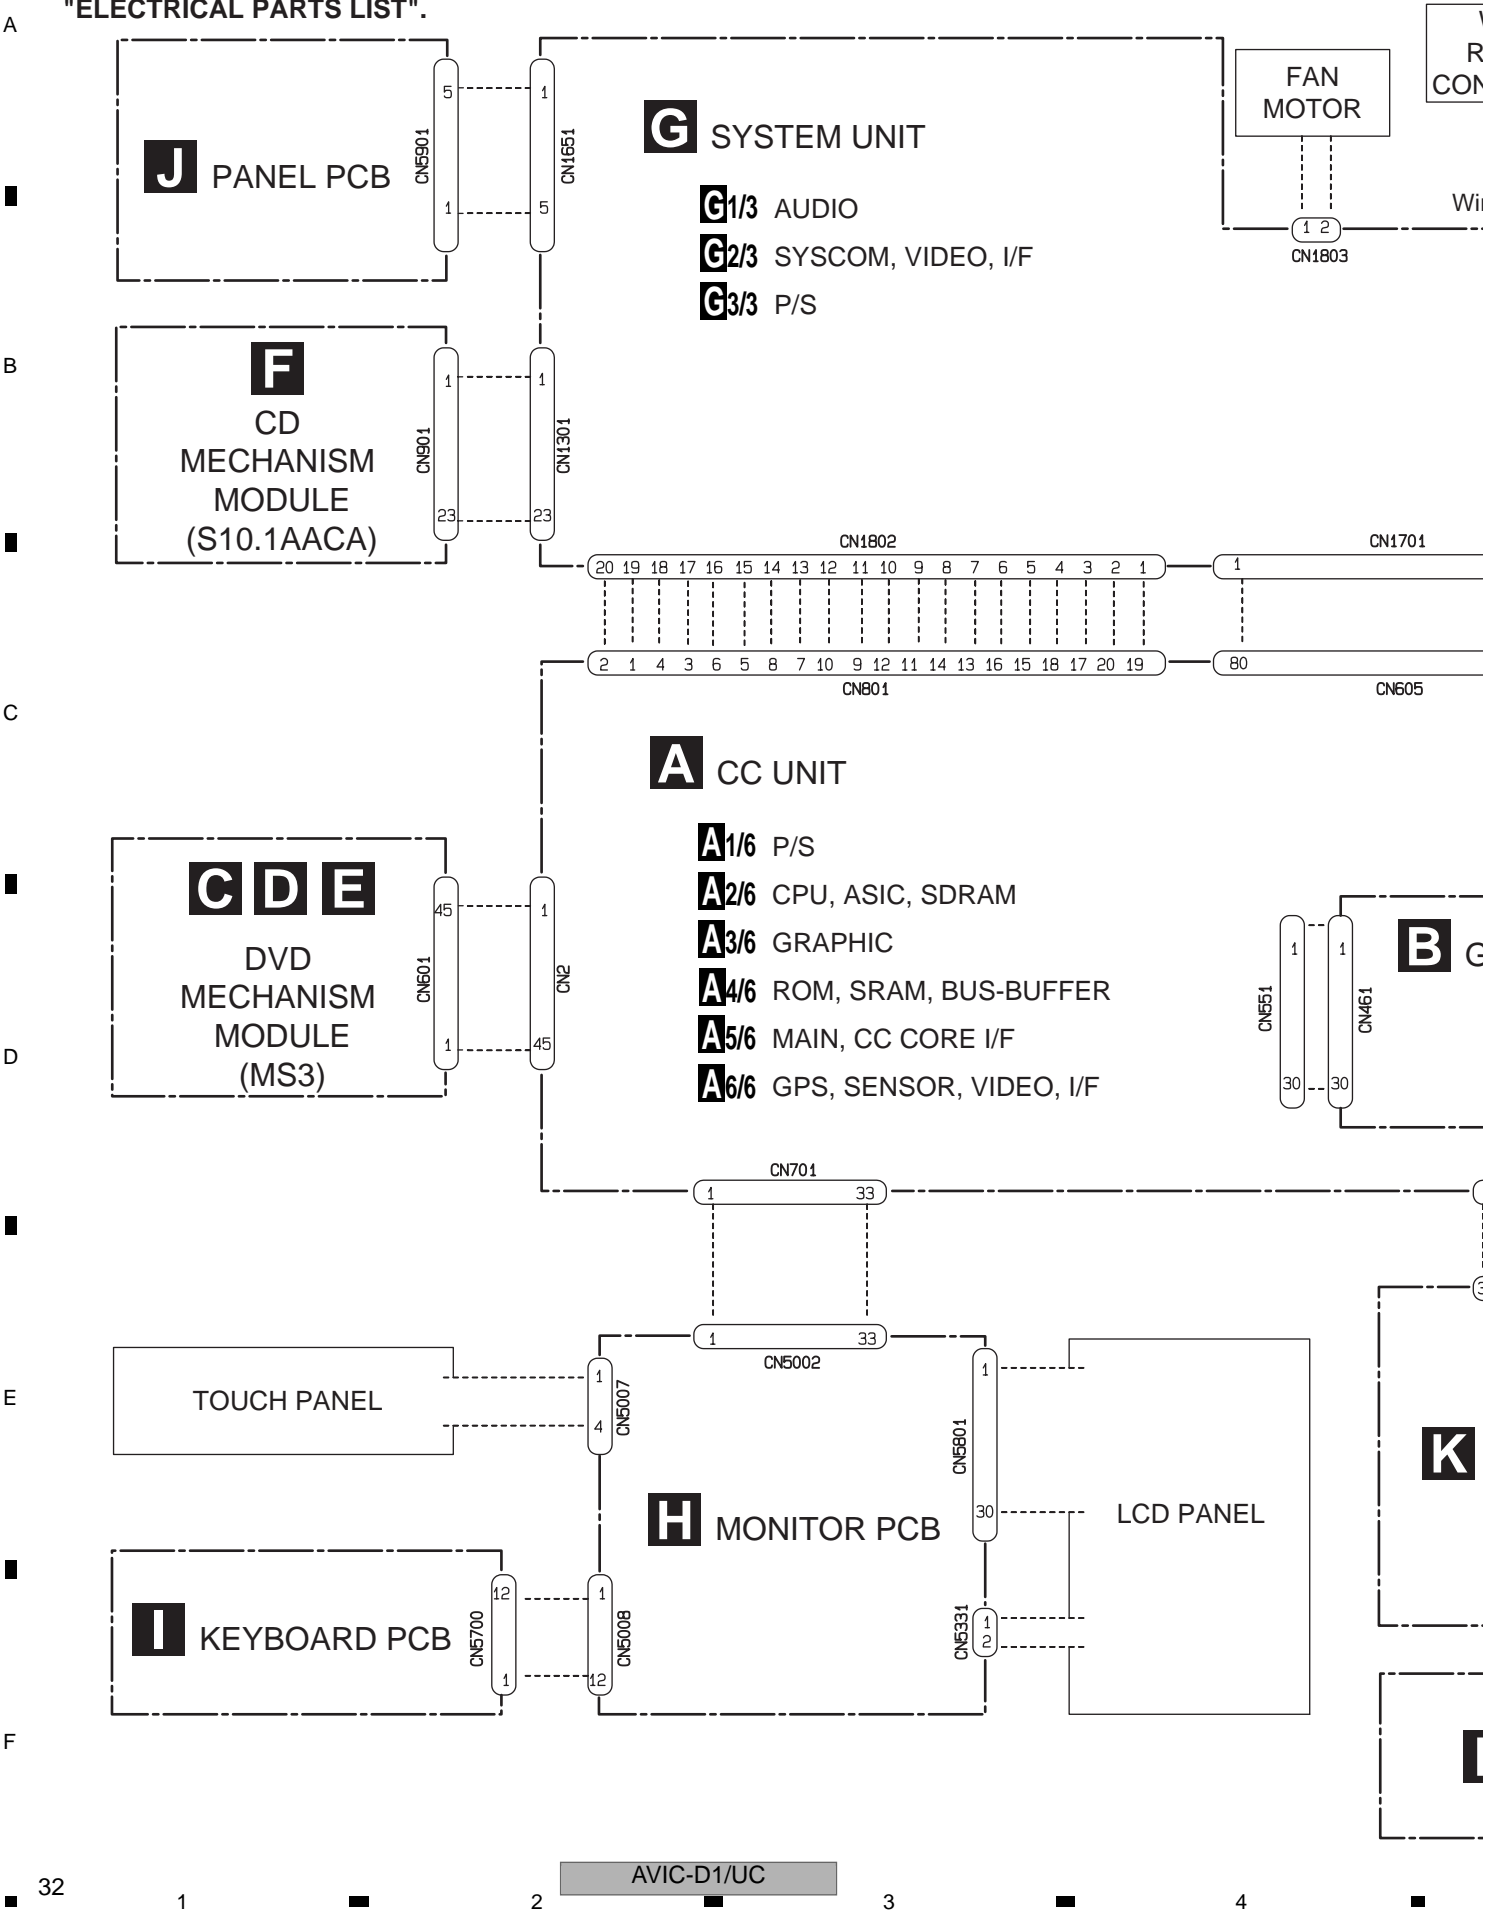 "ELECTRICAL PARTS LIST".
A
J PANEL PCB
CN5901
5
1
CN1651
1
5
G SYSTEM UNIT
G1/3 AUDIO
G2/3 SYSCOM, VIDEO, I/F
G3/3 P/S
FAN
MOTOR
1 2
CN1803
CON
B
F
CD
MECHANISM
MODULE
(S10.1AACA)
CN901
1
23
CN1301
1
23
CN1802
20 19 18 17 16 15 14 13 12 11 10 9 8 7 6 5 4 3 2 1
CN1701
1
2 1 4 3 6 5 8 7 10 9 12 11 14 13 16 15 18 17 20 19
CN801
80
CN605
C
A CC UNIT
A1/6 P/S
A2/6 CPU, ASIC, SDRAM
A3/6 GRAPHIC
A4/6 ROM, SRAM, BUS-BUFFER
A5/6 MAIN, CC CORE I/F
A6/6 GPS, SENSOR, VIDEO, I/F
C D E
DVD
MECHANISM
MODULE
(MS3)
CN601
45
1
CN2
1
45
CN551
1
30
CN461
1
30
B G
D
CN701
1 33
1 33
CN5002
E
TOUCH PANEL
1
4
CN5007
H MONITOR PCB
CN5801
1
30
LCD PANEL
K
I KEYBOARD PCB
CN5700
12
1
CN5008
1
12
CN5331
1
2
F
AVIC-D1/UC
32
1 2 3 4